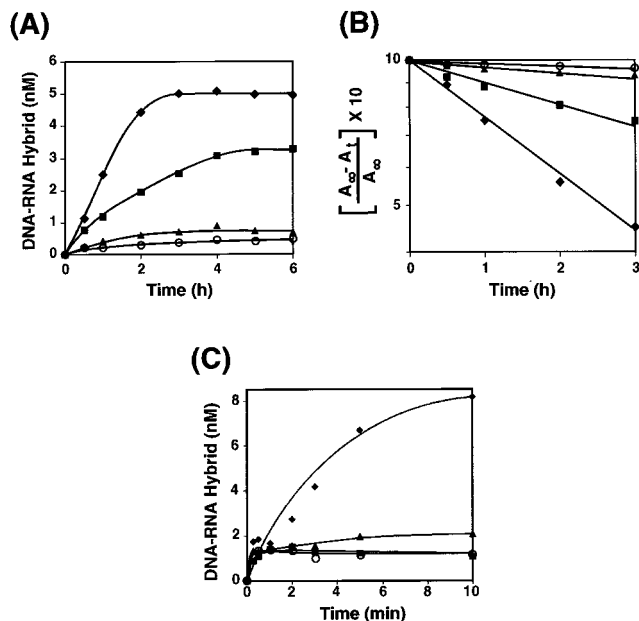 (A)
DNA-RNA Hybrid (nM)
6
5
4
3
2
1
0
0 2 4 6
Time (h)
(B)
[A∞ - At / A∞] X 10
10
5
0 1 2 3
Time (h)
(C)
DNA-RNA Hybrid (nM)
8
6
4
2
0
0 2 4 6 8 10
Time (min)